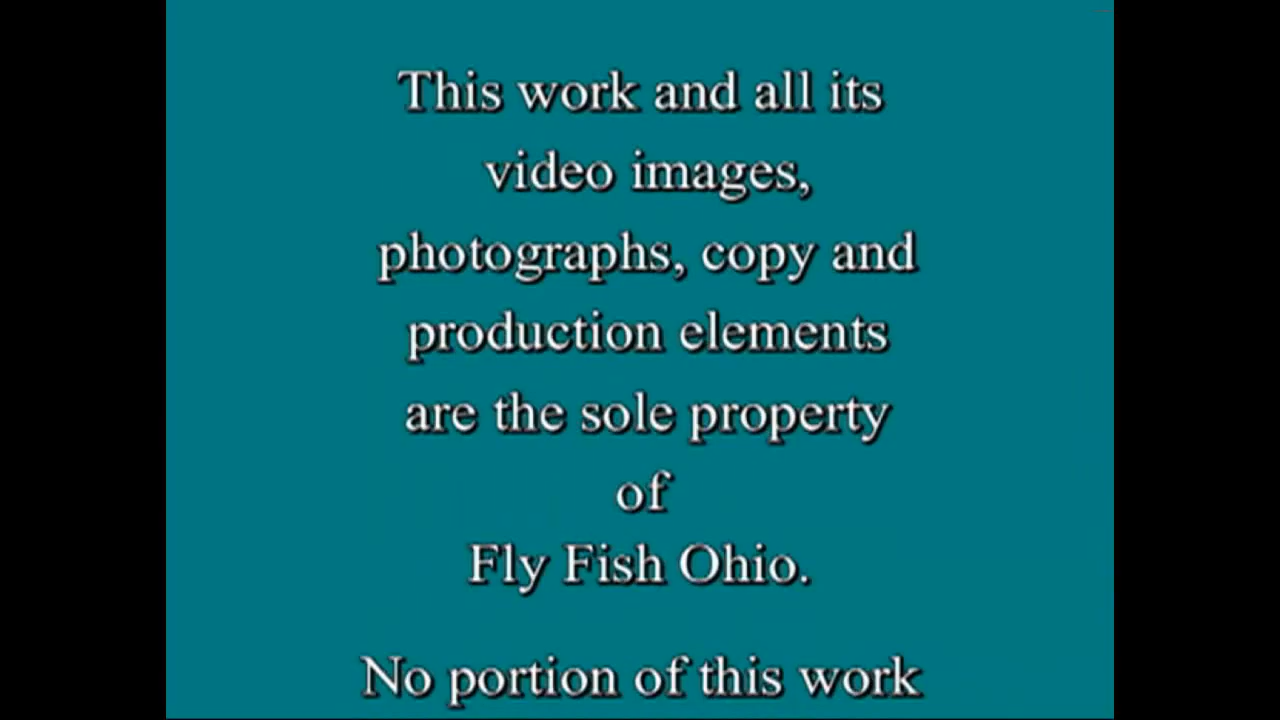 This work and all its
video images,
photographs, copy and
production elements
are the sole property
of
Fly Fish Ohio.
No portion of this work